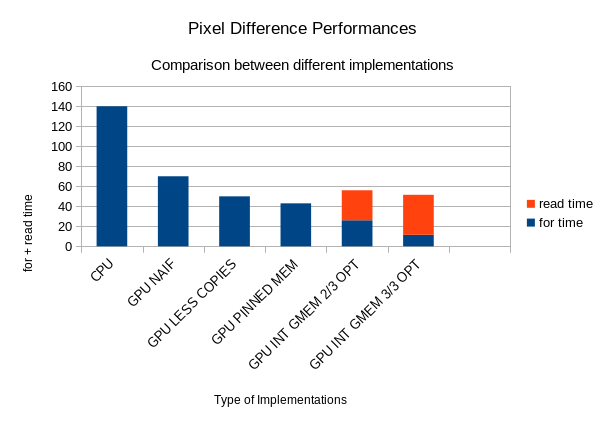 Pixel Difference Performances
Comparison between different implementations
160
140
120
100
80
60
40
20
0
for + read time
read time
for time
CPU
GPU NAIF
GPU LESS COPIES
GPU PINNED MEM
GPU INT GMEM 2/3 OPT
GPU INT GMEM 3/3 OPT
Type of Implementations